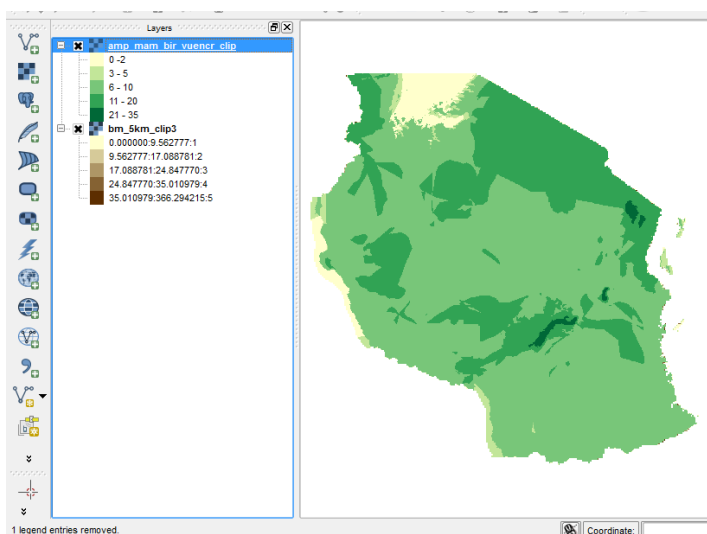 Layers
amp_mam_bir_vuencr_clip
0 -2
3 - 5
6 - 10
11 - 20
21 - 35
bm_5km_clip3
0.000000:9.562777:1
9.562777:17.088781:2
17.088781:24.847770:3
24.847770:35.010979:4
35.010979:366.294215:5
1 legend entries removed.
Coordinate: